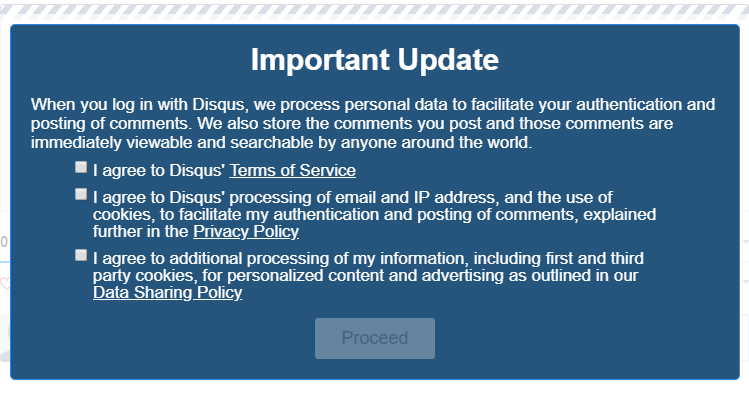 Important Update
When you log in with Disqus, we process personal data to facilitate your authentication and
posting of comments. We also store the comments you post and those comments are
immediately viewable and searchable by anyone around the world.
I agree to Disqus' Terms of Service
I agree to Disqus' processing of email and IP address, and the use of
cookies, to facilitate my authentication and posting of comments, explained
further in the Privacy Policy
I agree to additional processing of my information, including first and third
party cookies, for personalized content and advertising as outlined in our
Data Sharing Policy
Proceed
0